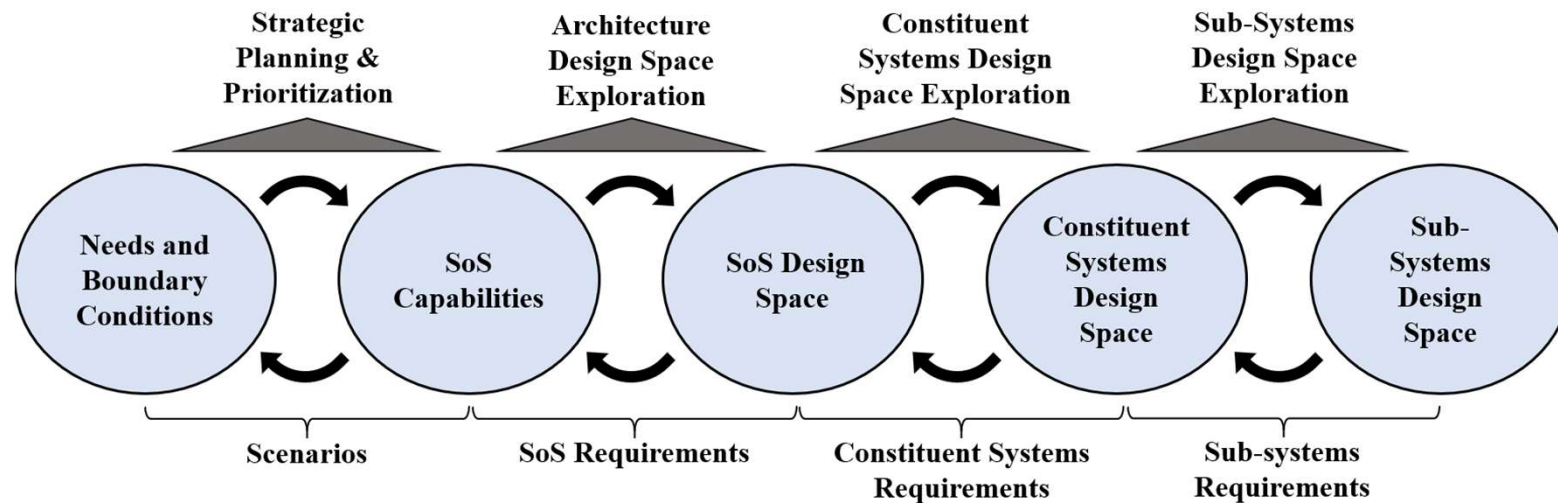 Strategic
Planning &
Prioritization
Architecture
Design Space
Exploration
Constituent
Systems Design
Space Exploration
Sub-Systems
Design Space
Exploration
Needs and
Boundary
Conditions
SoS
Capabilities
SoS Design
Space
Constituent
Systems
Design
Space
Sub-
Systems
Design
Space
Scenarios
SoS Requirements
Constituent Systems
Requirements
Sub-systems
Requirements